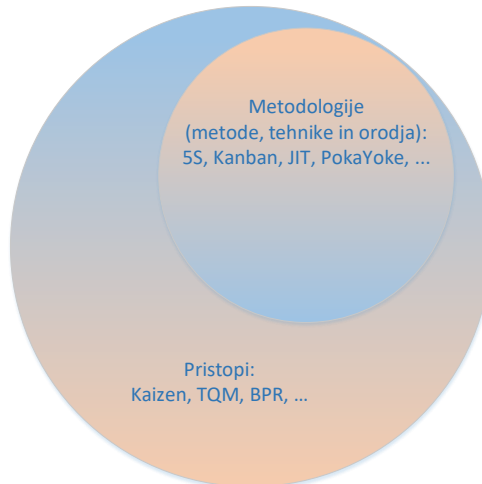 Metodologije
(metode, tehnike in orodja):
5S, Kanban, JIT, PokaYoke, ...
Pristopi:
Kaizen, TQM, BPR, ...